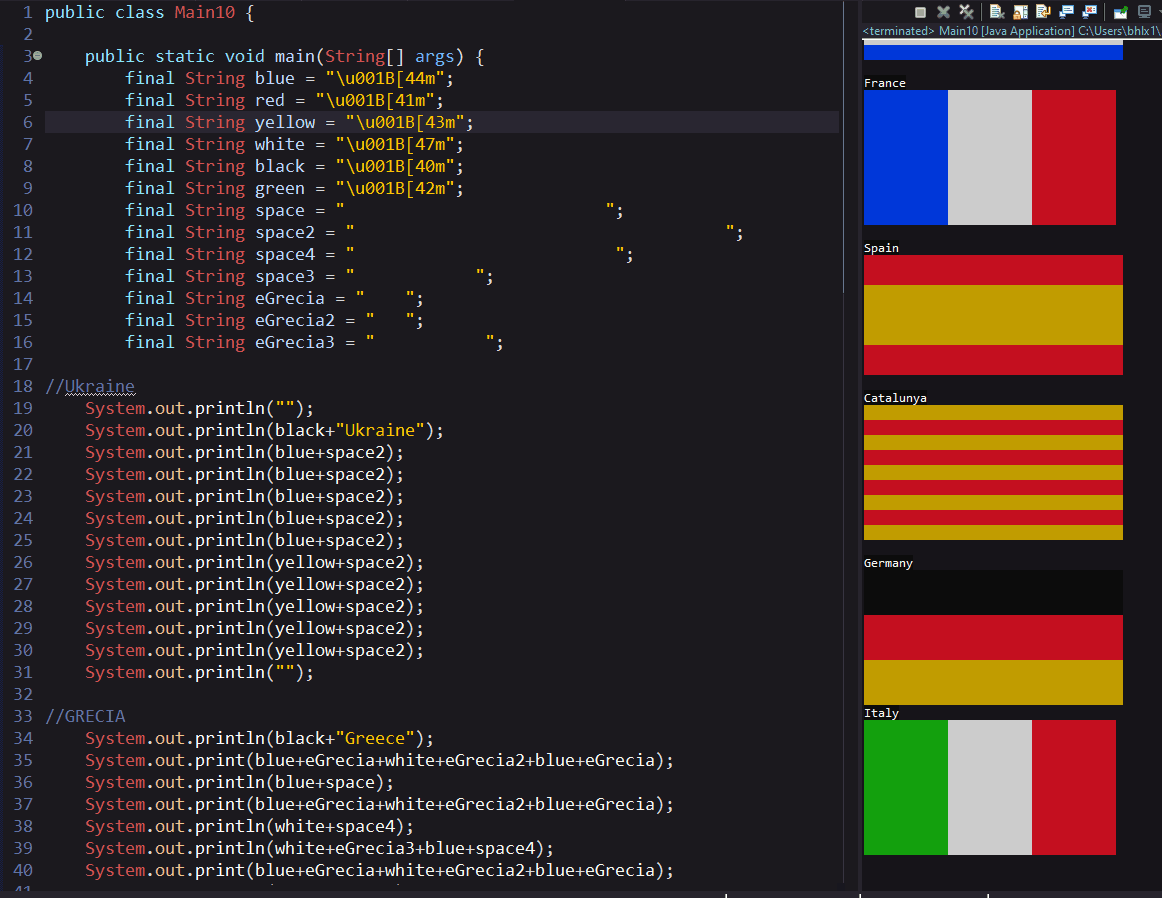 1 public class Main10 {
2
3 public static void main(String[] args) {
4 final String blue = "\u001B[44m";
5 final String red = "\u001B[41m";
6 final String yellow = "\u001B[43m";
7 final String white = "\u001B[47m";
8 final String black = "\u001B[40m";
9 final String green = "\u001B[42m";
10 final String space = "                          ";
11 final String space2 = "                                     ";
12 final String space4 = "                          ";
13 final String space3 = "            ";
14 final String eGrecia = "    ";
15 final String eGrecia2 = "   ";
16 final String eGrecia3 = "           ";
17
18 //Ukraine
19 System.out.println("");
20 System.out.println(black+"Ukraine");
21 System.out.println(blue+space2);
22 System.out.println(blue+space2);
23 System.out.println(blue+space2);
24 System.out.println(blue+space2);
25 System.out.println(blue+space2);
26 System.out.println(yellow+space2);
27 System.out.println(yellow+space2);
28 System.out.println(yellow+space2);
29 System.out.println(yellow+space2);
30 System.out.println(yellow+space2);
31 System.out.println("");
32
33 //GRECIA
34 System.out.println(black+"Greece");
35 System.out.print(blue+eGrecia+white+eGrecia2+blue+eGrecia);
36 System.out.println(blue+space);
37 System.out.print(blue+eGrecia+white+eGrecia2+blue+eGrecia);
38 System.out.println(white+space4);
39 System.out.println(white+eGrecia3+blue+space4);
40 System.out.print(blue+eGrecia+white+eGrecia2+blue+eGrecia);
<terminated> Main10 [Java Application] C:\Users\bhlx1\
France
Spain
Catalunya
Germany
Italy